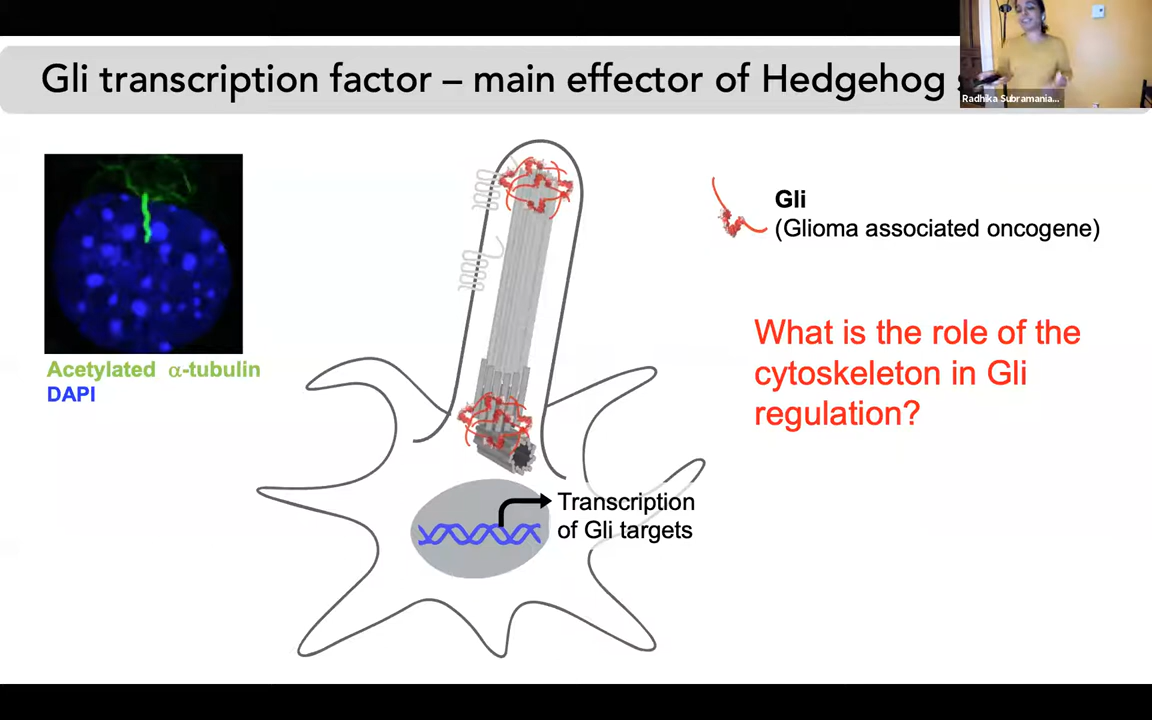 Gli transcription factor – main effector of Hedgehog
Radhika Subramania...
Gli
(Glioma associated oncogene)
What is the role of the
cytoskeleton in Gli
regulation?
Acetylated α-tubulin
DAPI
Transcription
of Gli targets